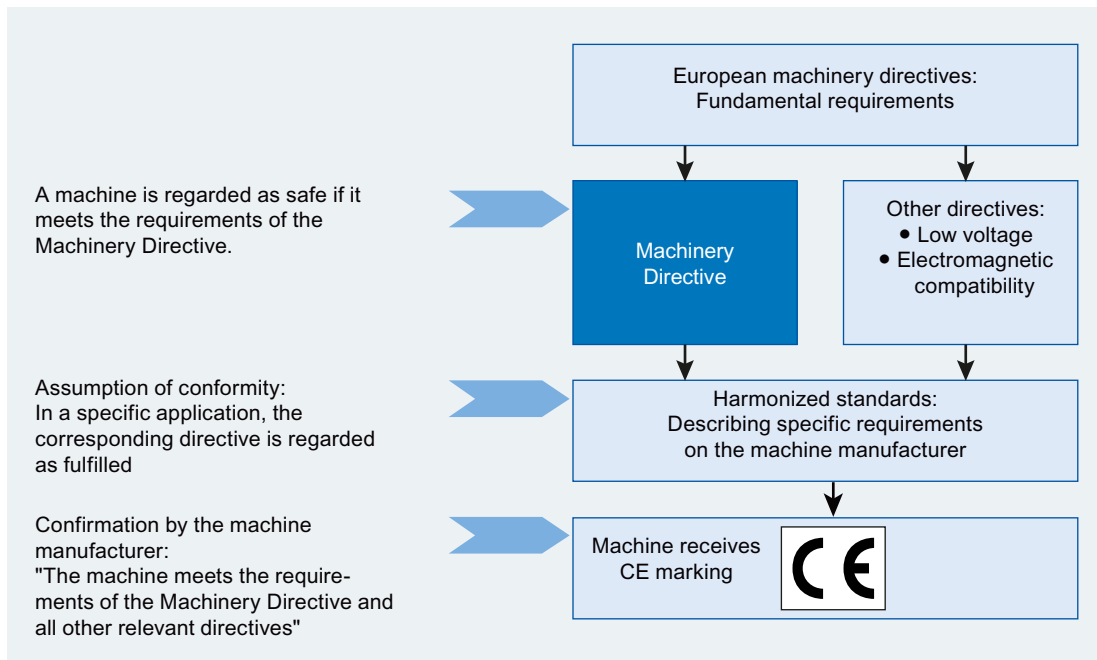 European machinery directives:
Fundamental requirements
A machine is regarded as safe if it
meets the requirements of the
Machinery Directive.
Machinery
Directive
Other directives:
• Low voltage
• Electromagnetic
compatibility
Assumption of conformity:
In a specific application, the
corresponding directive is regarded
as fulfilled
Harmonized standards:
Describing specific requirements
on the machine manufacturer
Confirmation by the machine
manufacturer:
"The machine meets the require-
ments of the Machinery Directive and
all other relevant directives"
Machine receives
CE marking
CE